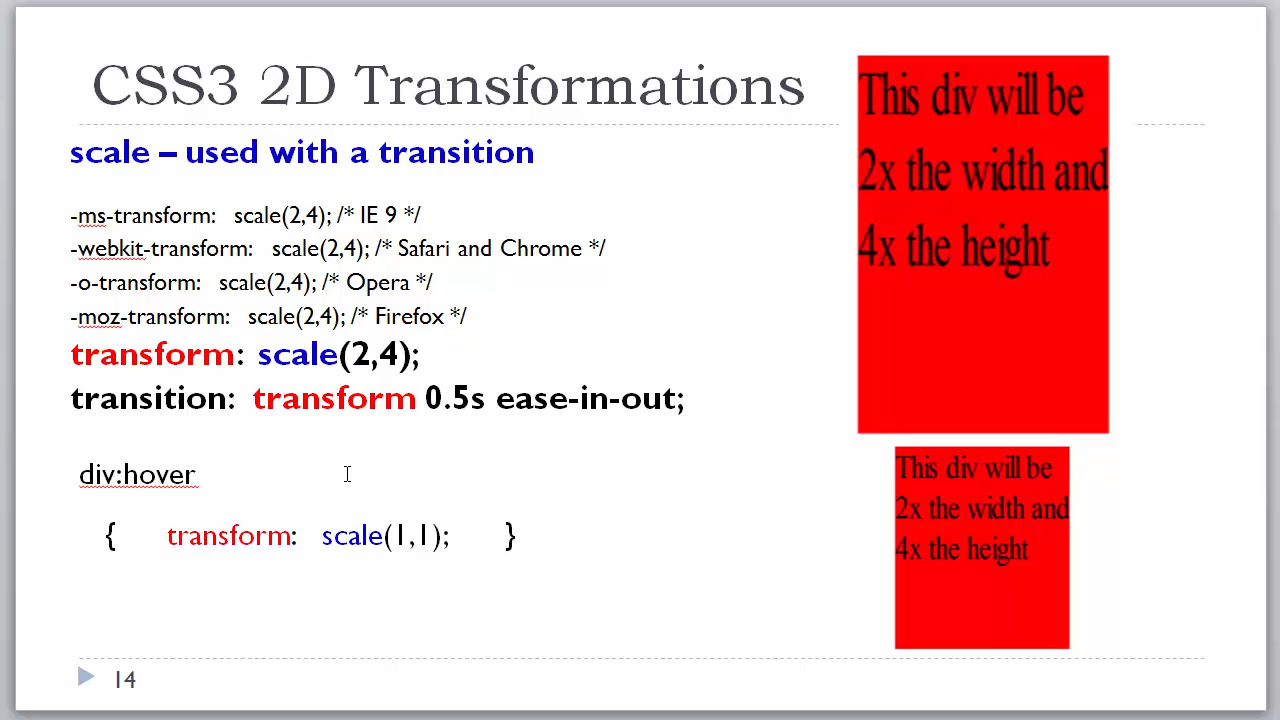 CSS3 2D Transformations
scale – used with a transition
-ms-transform: scale(2,4); /* IE 9 */
-webkit-transform: scale(2,4); /* Safari and Chrome */
-o-transform: scale(2,4); /* Opera */
-moz-transform: scale(2,4); /* Firefox */
transform: scale(2,4);
transition: transform 0.5s ease-in-out;
div:hover
{ transform: scale(1,1); }
This div will be
2x the width and
4x the height
This div will be
2x the width and
4x the height
14